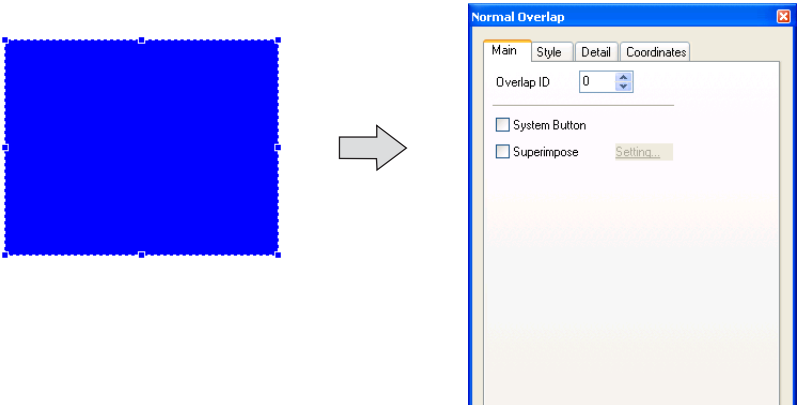 Normal Overlap
Main Style Detail Coordinates
Overlap ID 0
System Button
Superimpose Setting...